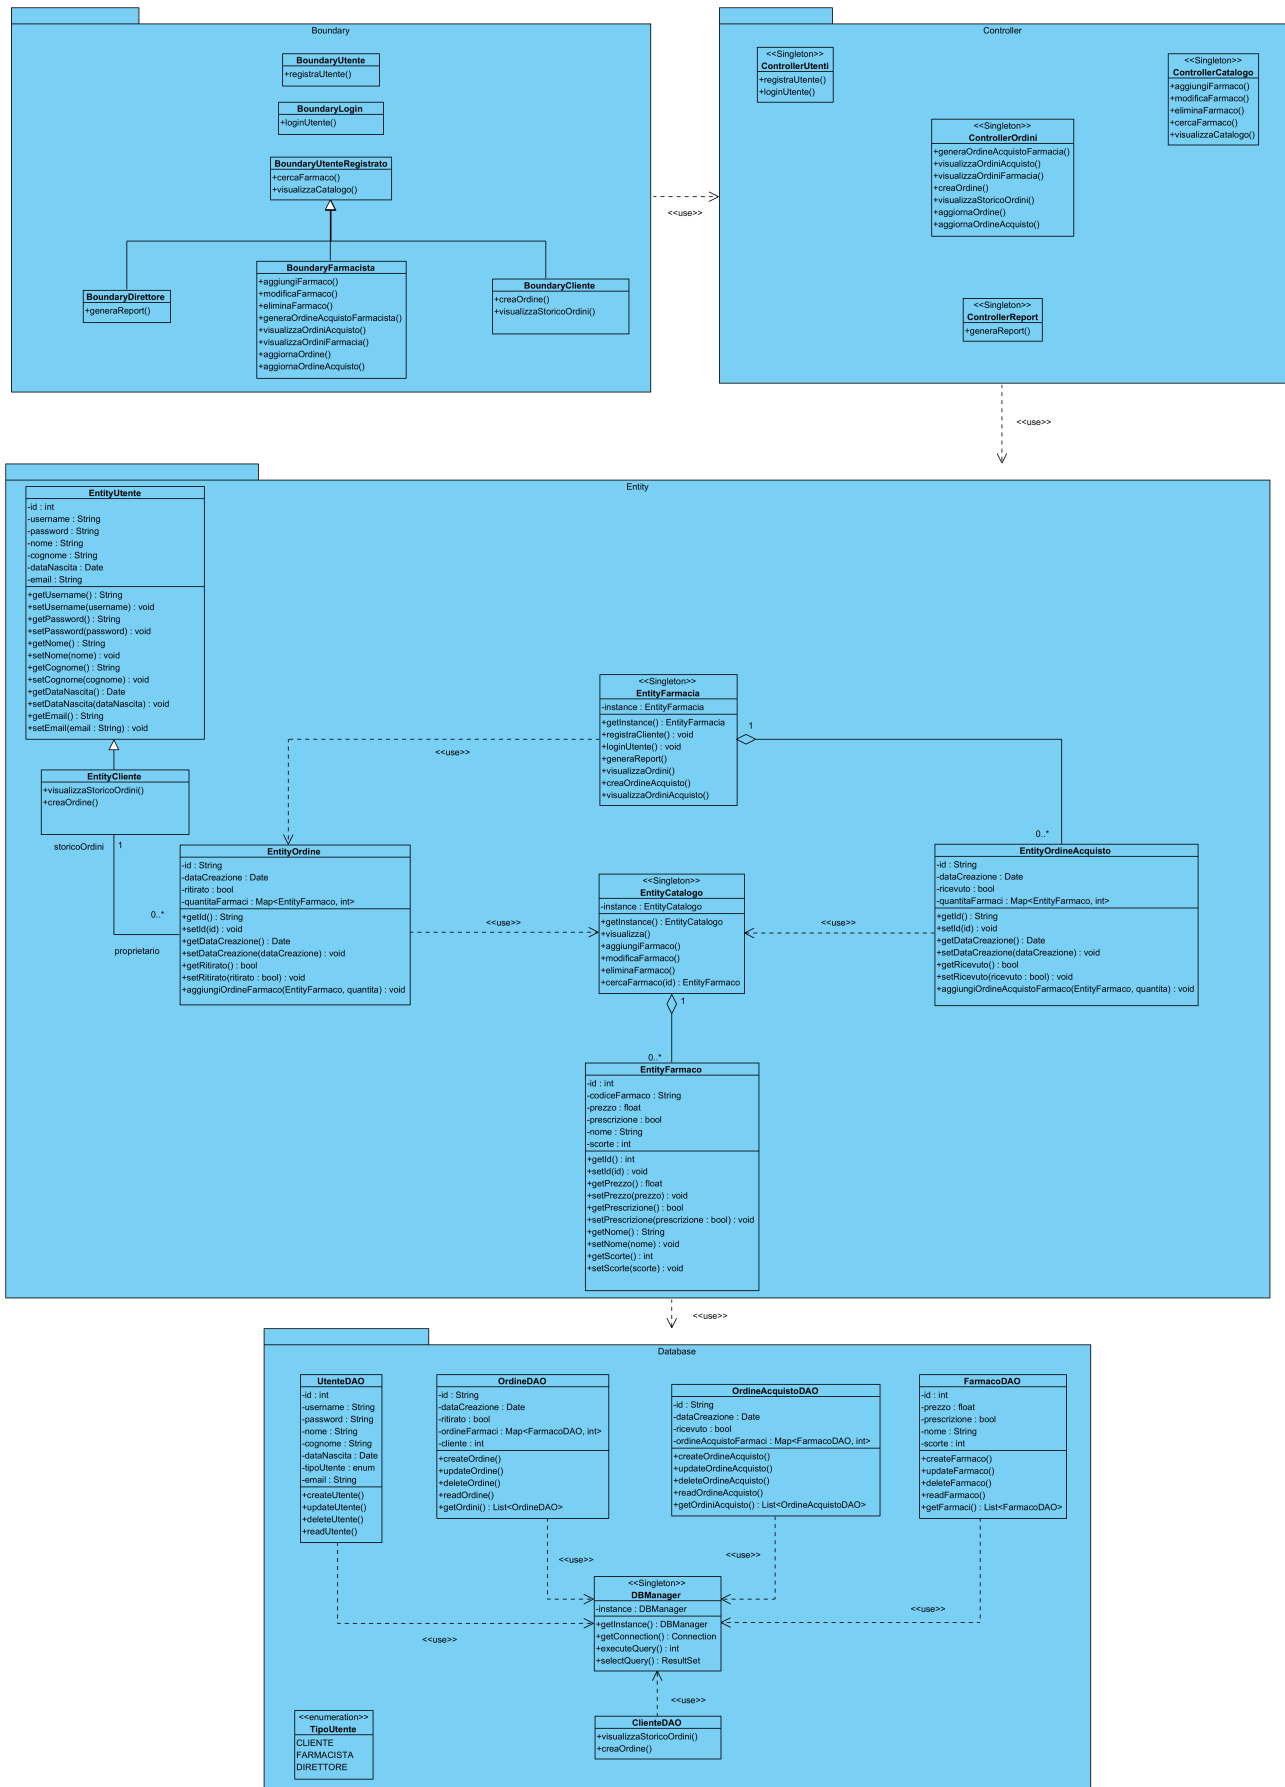 Boundary
BoundaryUtente
+registraUtente()
BoundaryLogin
+loginUtente()
BoundaryUtenteRegistrato
+cercaFarmaco()
+visualizzaCatalogo()
BoundaryDirettore
+generaReport()
BoundaryFarmacista
+aggiungiFarmaco()
+modificaFarmaco()
+eliminaFarmaco()
+generaOrdineAcquistoFarmacista()
+visualizzaOrdiniAcquisto()
+visualizzaOrdiniFarmacia()
+aggiornaOrdine()
+aggiornaOrdineAcquisto()
BoundaryCliente
+creaOrdine()
+visualizzaStoricoOrdini()
<<use>>
Controller
<<Singleton>>
ControllerUtenti
+registraUtente()
+loginUtente()
<<Singleton>>
ControllerCatalogo
+aggiungiFarmaco()
+modificaFarmaco()
+eliminaFarmaco()
+cercaFarmaco()
+visualizzaCatalogo()
<<Singleton>>
ControllerOrdini
+generaOrdineAcquistoFarmacia()
+visualizzaOrdiniAcquisto()
+visualizzaOrdiniFarmacia()
+creaOrdine()
+visualizzaStoricoOrdini()
+aggiornaOrdine()
+aggiornaOrdineAcquisto()
<<Singleton>>
ControllerReport
+generaReport()
<<use>>
Entity
EntityUtente
-id : int
-username : String
-password : String
-nome : String
-cognome : String
-dataNascita : Date
-email : String
+getUsername() : String
+setUsername(username) : void
+getPassword() : String
+setPassword(password) : void
+getNome() : String
+setNome(nome) : void
+getCognome() : String
+setCognome(cognome) : void
+getDataNascita() : Date
+setDataNascita(dataNascita) : void
+getEmail() : String
+setEmail(email : String) : void
EntityCliente
+visualizzaStoricoOrdini()
+creaOrdine()
storicoOrdini
1
0..*
proprietario
<<use>>
<<Singleton>>
EntityFarmacia
-instance : EntityFarmacia
+getInstance() : EntityFarmacia
+registraCliente() : void
+loginUtente() : void
+generaReport()
+visualizzaOrdini()
+creaOrdineAcquisto()
+visualizzaOrdiniAcquisto()
1
0..*
EntityOrdine
-id : String
-dataCreazione : Date
-ritirato : bool
-quantitaFarmaci : Map<EntityFarmaco, int>
+getId() : String
+setId(id) : void
+getDataCreazione() : Date
+setDataCreazione(dataCreazione) : void
+getRitirato() : bool
+setRitirato(ritirato : bool) : void
+aggiungiOrdineFarmaco(EntityFarmaco, quantita) : void
<<use>>
<<Singleton>>
EntityCatalogo
-instance : EntityCatalogo
+getInstance() : EntityCatalogo
+visualizza()
+aggiungiFarmaco()
+modificaFarmaco()
+eliminaFarmaco()
+cercaFarmaco(id) : EntityFarmaco
<<use>>
EntityOrdineAcquisto
-id : String
-dataCreazione : Date
-ricevuto : bool
-quantitaFarmaci : Map<EntityFarmaco, int>
+getId() : String
+setId(id) : void
+getDataCreazione() : Date
+setDataCreazione(dataCreazione) : void
+getRicevuto() : bool
+setRicevuto(ricevuto : bool) : void
+aggiungiOrdineAcquistoFarmaco(EntityFarmaco, quantita) : void
1
0..*
EntityFarmaco
-id : int
-codiceFarmaco : String
-prezzo : float
-prescrizione : bool
-nome : String
-scorte : int
+getId() : int
+setId(id) : void
+getPrezzo() : float
+setPrezzo(prezzo) : void
+getPrescrizione() : bool
+setPrescrizione(prescrizione : bool) : void
+getNome() : String
+setNome(nome) : void
+getScorte() : int
+setScorte(scorte) : void
<<use>>
Database
UtenteDAO
-id : int
-username : String
-password : String
-nome : String
-cognome : String
-dataNascita : Date
-tipoUtente : enum
-email : String
+createUtente()
+updateUtente()
+deleteUtente()
+readUtente()
OrdineDAO
-id : String
-dataCreazione : Date
-ritirato : bool
-ordineFarmaci : Map<FarmacoDAO, int>
-cliente : int
+createOrdine()
+updateOrdine()
+deleteOrdine()
+readOrdine()
+getOrdini() : List<OrdineDAO>
OrdineAcquistoDAO
-id : String
-dataCreazione : Date
-ricevuto : bool
-ordineAcquistoFarmaci : Map<FarmacoDAO, int>
+createOrdineAcquisto()
+updateOrdineAcquisto()
+deleteOrdineAcquisto()
+readOrdineAcquisto()
+getOrdiniAcquisto() : List<OrdineAcquistoDAO>
FarmacoDAO
-id : int
-prezzo : float
-prescrizione : bool
-nome : String
-scorte : int
+createFarmaco()
+updateFarmaco()
+deleteFarmaco()
+readFarmaco()
+getFarmaci() : List<FarmacoDAO>
<<use>>
<<use>>
<<use>>
<<use>>
<<Singleton>>
DBManager
-instance : DBManager
+getInstance() : DBManager
+getConnection() : Connection
+executeQuery() : int
+selectQuery() : ResultSet
<<use>>
ClienteDAO
+visualizzaStoricoOrdini()
+creaOrdine()
<<enumeration>>
TipoUtente
CLIENTE
FARMACISTA
DIRETTORE